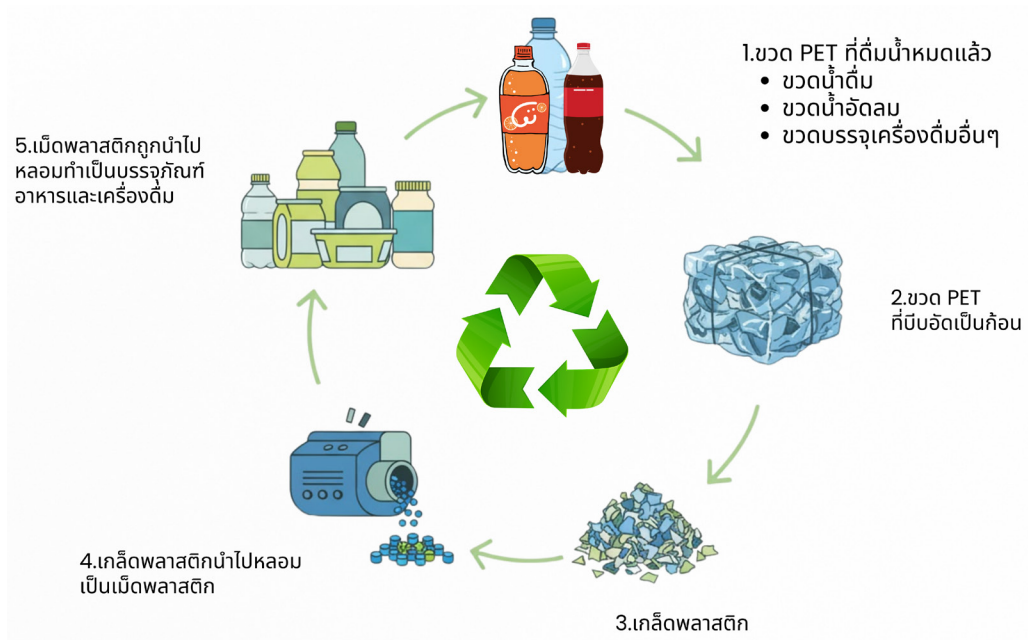 1.ขวด PET ที่ดื่มน้ำหมดแล้ว
• ขวดน้ำดื่ม
• ขวดน้ำอัดลม
• ขวดบรรจุเครื่องดื่มอื่นๆ
2.ขวด PET
ที่บีบอัดเป็นก้อน
3.เกล็ดพลาสติก
4.เกล็ดพลาสติกนำไปหลอม
เป็นเม็ดพลาสติก
5.เม็ดพลาสติกถูกนำไป
หลอมทำเป็นบรรจุภัณฑ์
อาหารและเครื่องดื่ม